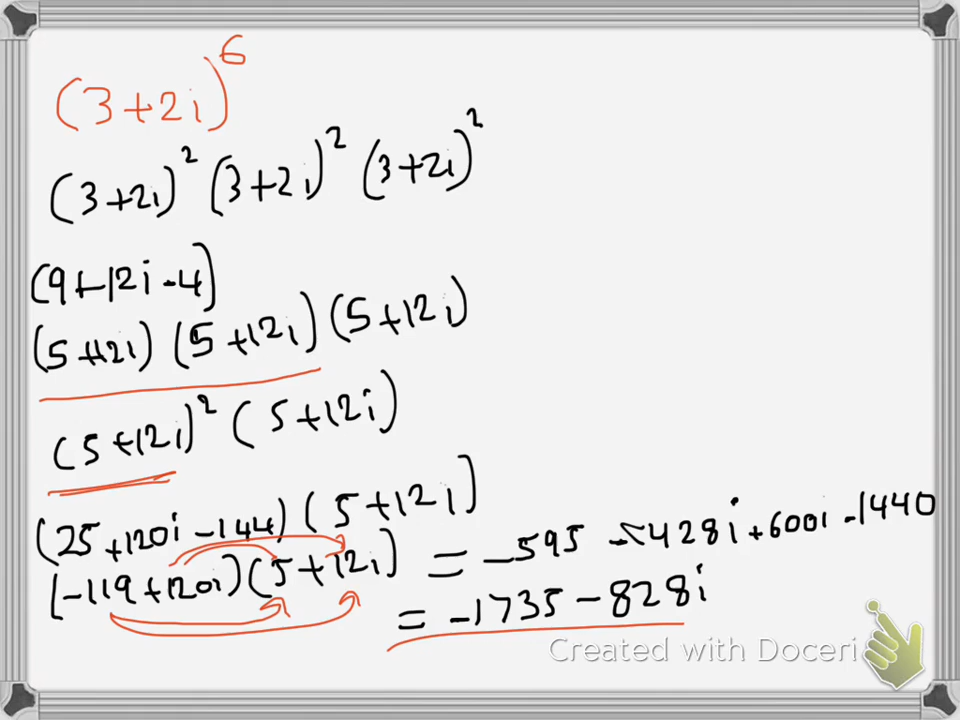 (3+2i)^6
(3+2i)^2 (3+2i)^2 (3+2i)^2
(9+12i-4)
(5+12i) (5+12i) (5+12i)
(5+12i)^2 (5+12i)
(25+120i-144) (5+12i)
(-119+120i)(5+12i) = -595 -1428i+600i-1440
= -1735-828i
Created with Doceri